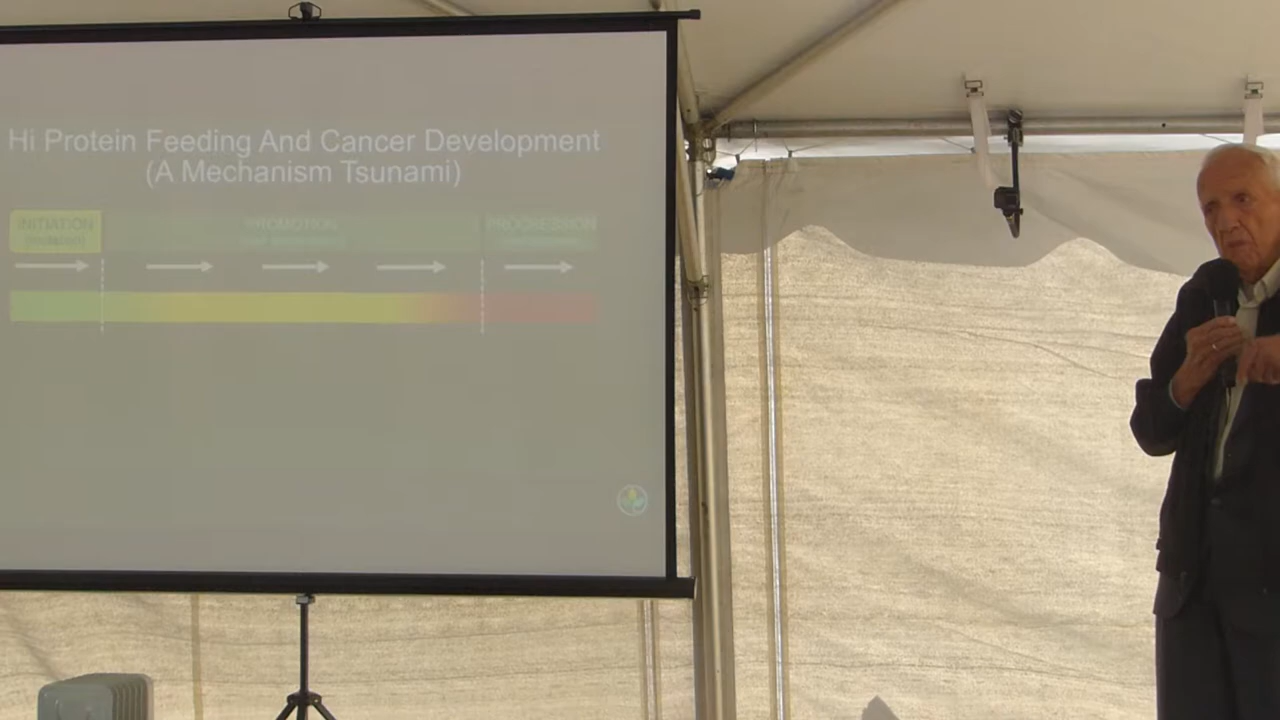 Hi Protein Feeding And Cancer Development
(A Mechanism Tsunami)
INITIATION
PROMOTION
PROGRESSION